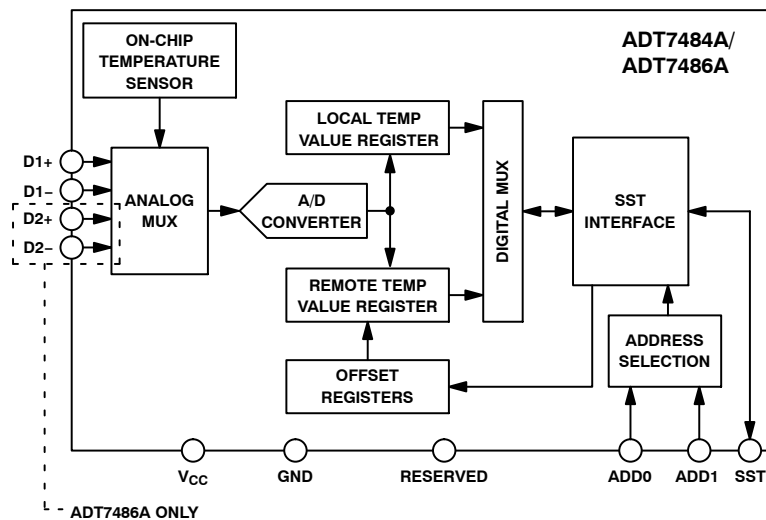 ADT7484A/
ADT7486A
ON-CHIP
TEMPERATURE
SENSOR
LOCAL TEMP
VALUE REGISTER
D1+
D1−
D2+
D2−
ANALOG
MUX
A/D
CONVERTER
DIGITAL MUX
SST
INTERFACE
REMOTE TEMP
VALUE REGISTER
ADDRESS
SELECTION
OFFSET
REGISTERS
VCC
GND
RESERVED
ADD0
ADD1
SST
ADT7486A ONLY